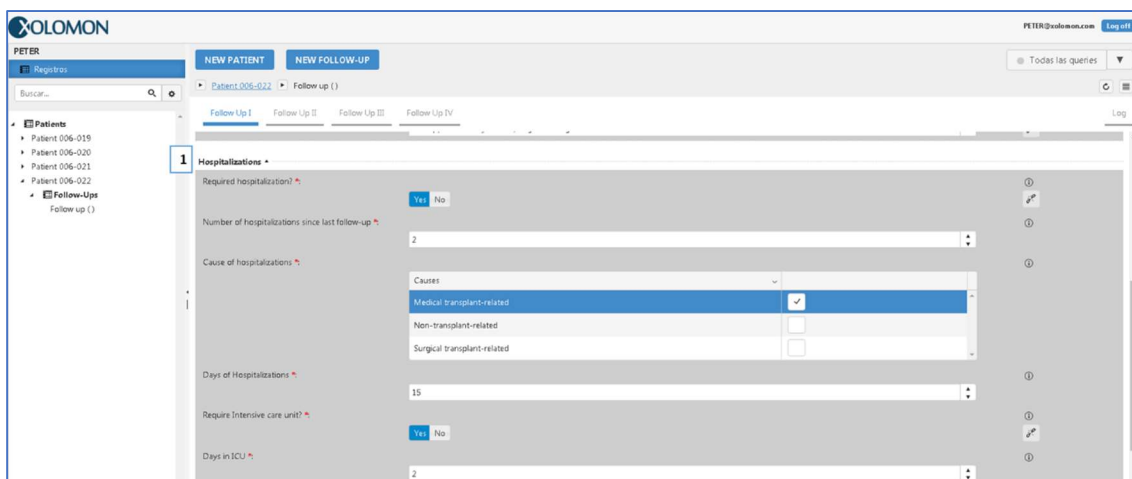 XOLOMON
PETER@xolomon.com Log off
PETER
Registros
Buscar...
Patients
Patient 006-019
Patient 006-020
Patient 006-021
Patient 006-022
Follow-Ups
Follow up ()
NEW PATIENT NEW FOLLOW-UP
Todas las queries
Patient 006-022 Follow up ()
Follow Up I Follow Up II Follow Up III Follow Up IV Log
1
Hospitalizations
Required hospitalization? *:
Yes No
Number of hospitalizations since last follow-up *:
2
Cause of hospitalizations *:
Causes
Medical transplant-related
Non-transplant-related
Surgical transplant-related
Days of Hospitalizations *:
15
Require Intensive care unit? *:
Yes No
Days in ICU *:
2